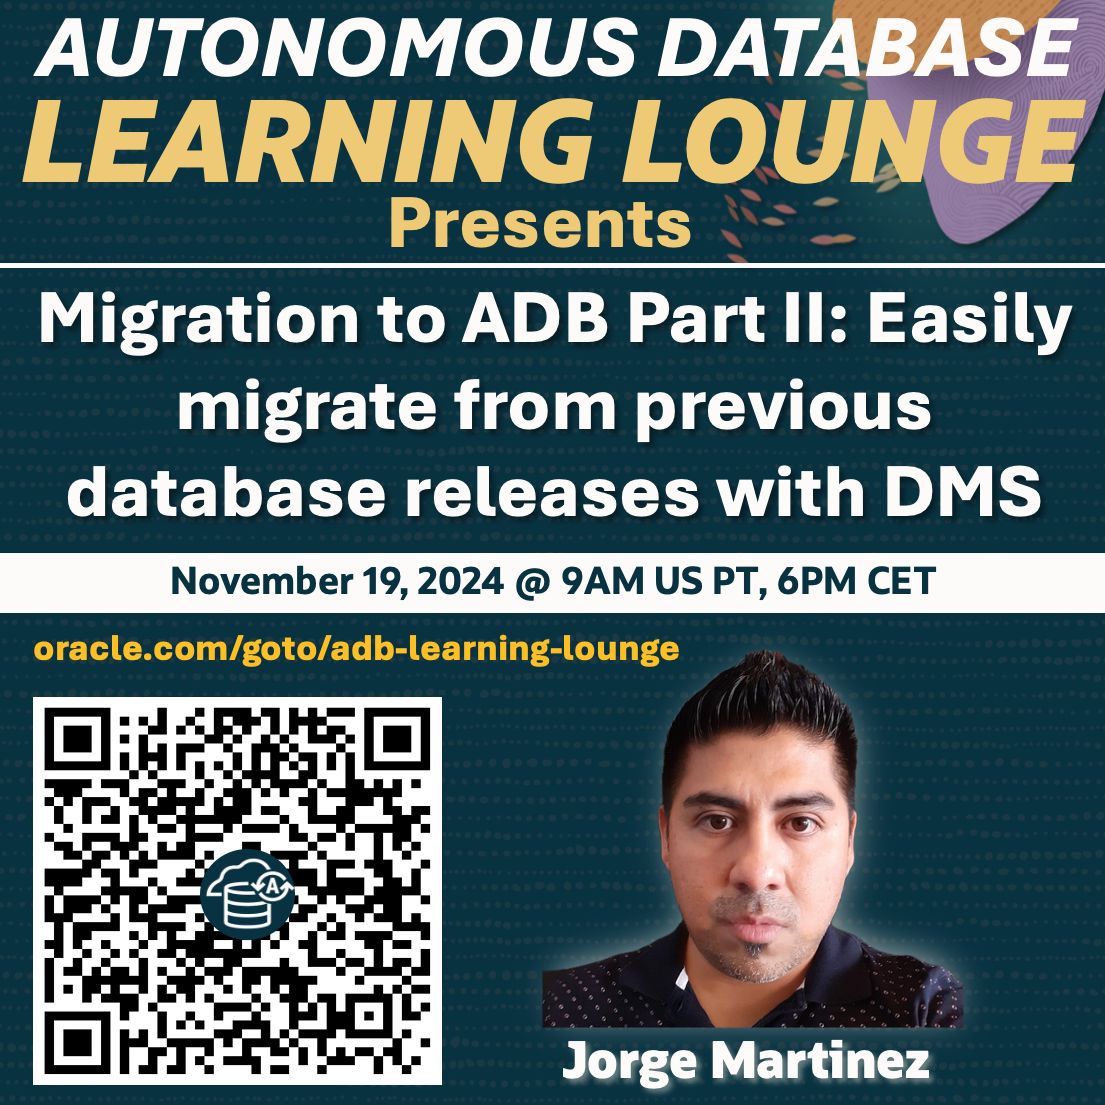 AUTONOMOUS DATABASE
LEARNING LOUNGE
Presents
Migration to ADB Part II: Easily
migrate from previous
database releases with DMS
November 19, 2024 @ 9AM US PT, 6PM CET
oracle.com/goto/adb-learning-lounge
A
Jorge Martinez